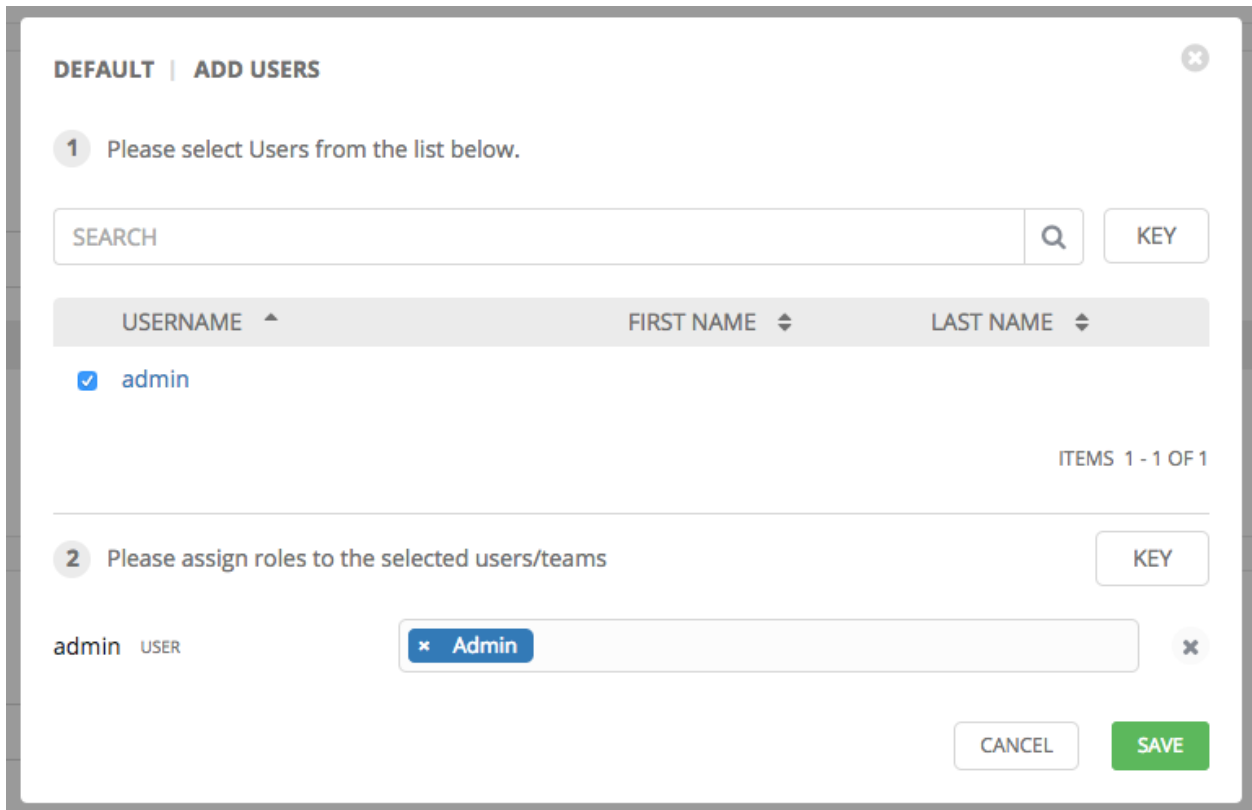 DEFAULT | ADD USERS
1 Please select Users from the list below.
SEARCH KEY
USERNAME FIRST NAME LAST NAME
admin
ITEMS 1 - 1 OF 1
2 Please assign roles to the selected users/teams KEY
admin USER × Admin
CANCEL SAVE